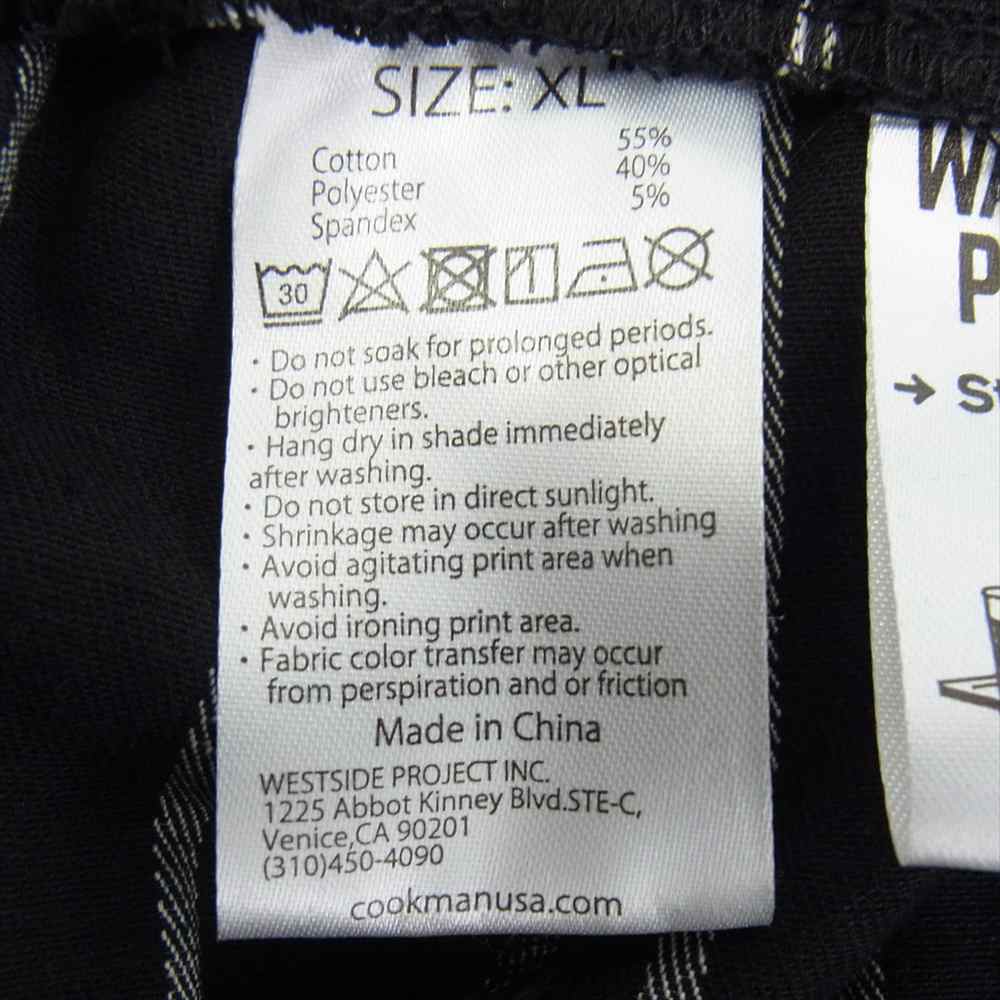 SIZE: XL
Cotton 55%
Polyester 40%
Spandex 5%
30
· Do not soak for prolonged periods.
· Do not use bleach or other optical
brighteners.
· Hang dry in shade immediately
after washing.
· Do not store in direct sunlight.
· Shrinkage may occur after washing
· Avoid agitating print area when
washing.
· Avoid ironing print area.
· Fabric color transfer may occur
from perspiration and or friction
Made in China
WESTSIDE PROJECT INC.
1225 Abbot Kinney Blvd.STE-C,
Venice,CA 90201
(310)450-4090
cookmanusa.com